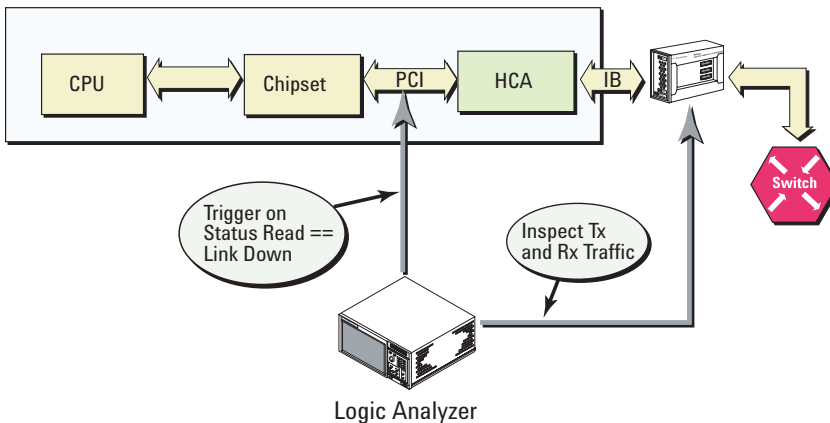 CPU
Chipset
PCI
HCA
IB
Switch
Trigger on
Status Read ==
Link Down
Inspect Tx
and Rx Traffic
Logic Analyzer